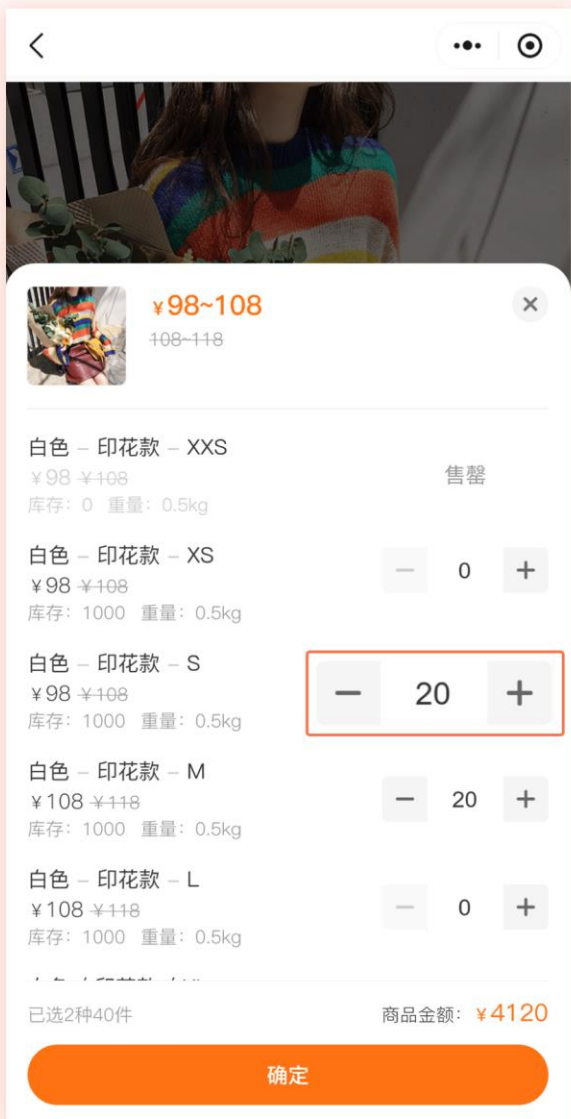 ¥98~108
108~118
白色 – 印花款 – XXS
¥98 ¥108
售罄
库存：0 重量：0.5kg
白色 – 印花款 – XS
¥98 ¥108
0
库存：1000 重量：0.5kg
白色 – 印花款 – S
¥98 ¥108
20
库存：1000 重量：0.5kg
白色 – 印花款 – M
¥108 ¥118
20
库存：1000 重量：0.5kg
白色 – 印花款 – L
¥108 ¥118
0
库存：1000 重量：0.5kg
已选2种40件
商品金额：¥4120
确定